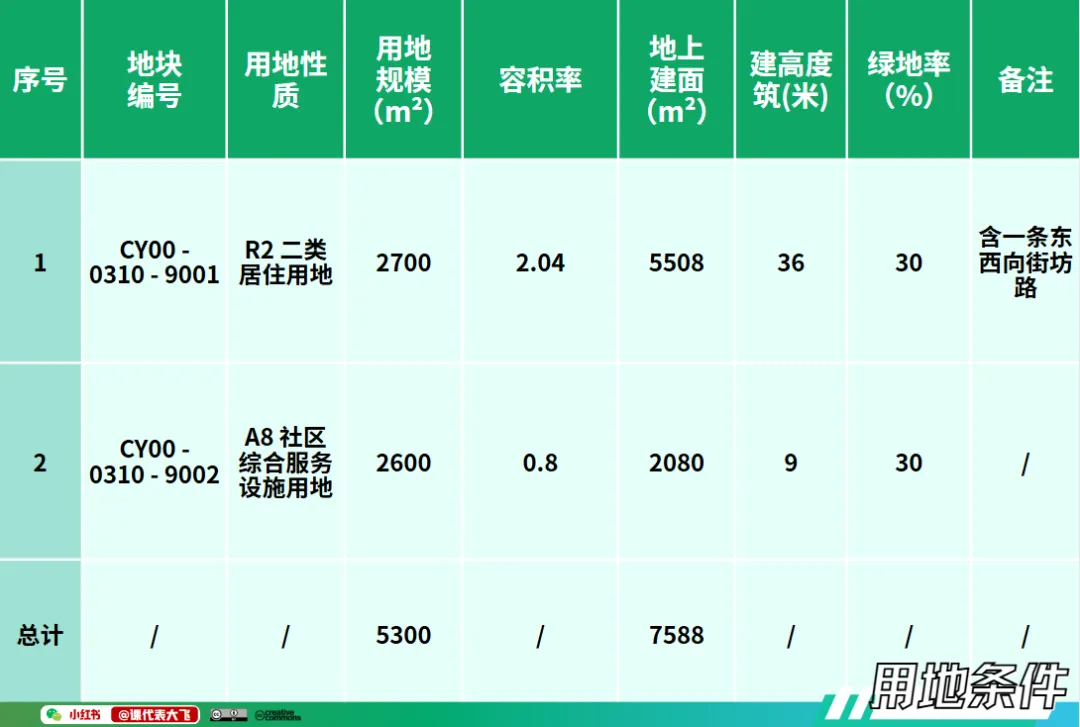 序号
地块
编号
用地性
质
用地
规模
（m²）
容积率
地上
建面
（m²）
建高度
筑(米)
绿地率
（%）
备注
1
CY00 -
0310 - 9001
R2 二类
居住用地
2700
2.04
5508
36
30
含一条东
西向街坊
路
2
CY00 -
0310 - 9002
A8 社区
综合服务
设施用地
2600
0.8
2080
9
30
/
总计
/
/
5300
/
7588
/
/
/
用地条件
小红书
@课代表大飞
creative
commons